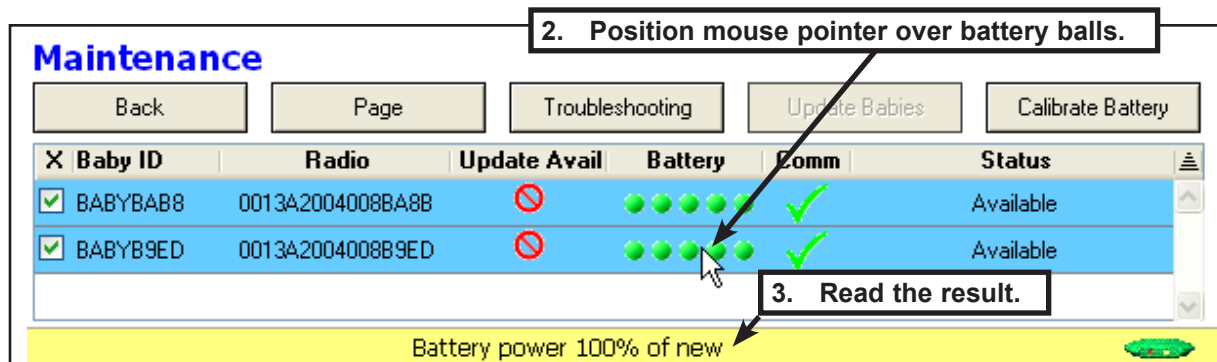 2. Position mouse pointer over battery balls.
Maintenance
Back Page Troubleshooting Update Babies Calibrate Battery
X Baby ID Radio Update Avail Battery Comm Status
BABYBAB8 0013A2004008BA8B Available
BABYB9ED 0013A2004008B9ED Available
3. Read the result.
Battery power 100% of new